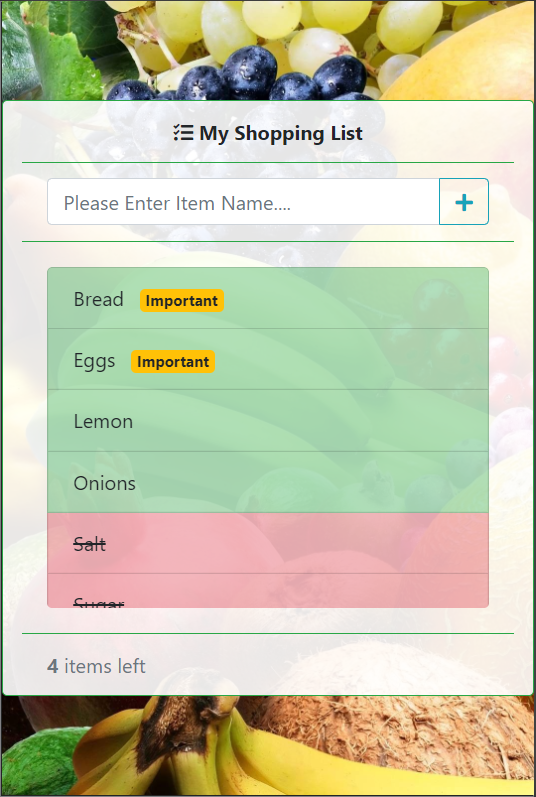 My Shopping List
Please Enter Item Name....
Bread Important
Eggs Important
Lemon
Onions
Salt
Sugar
4 items left